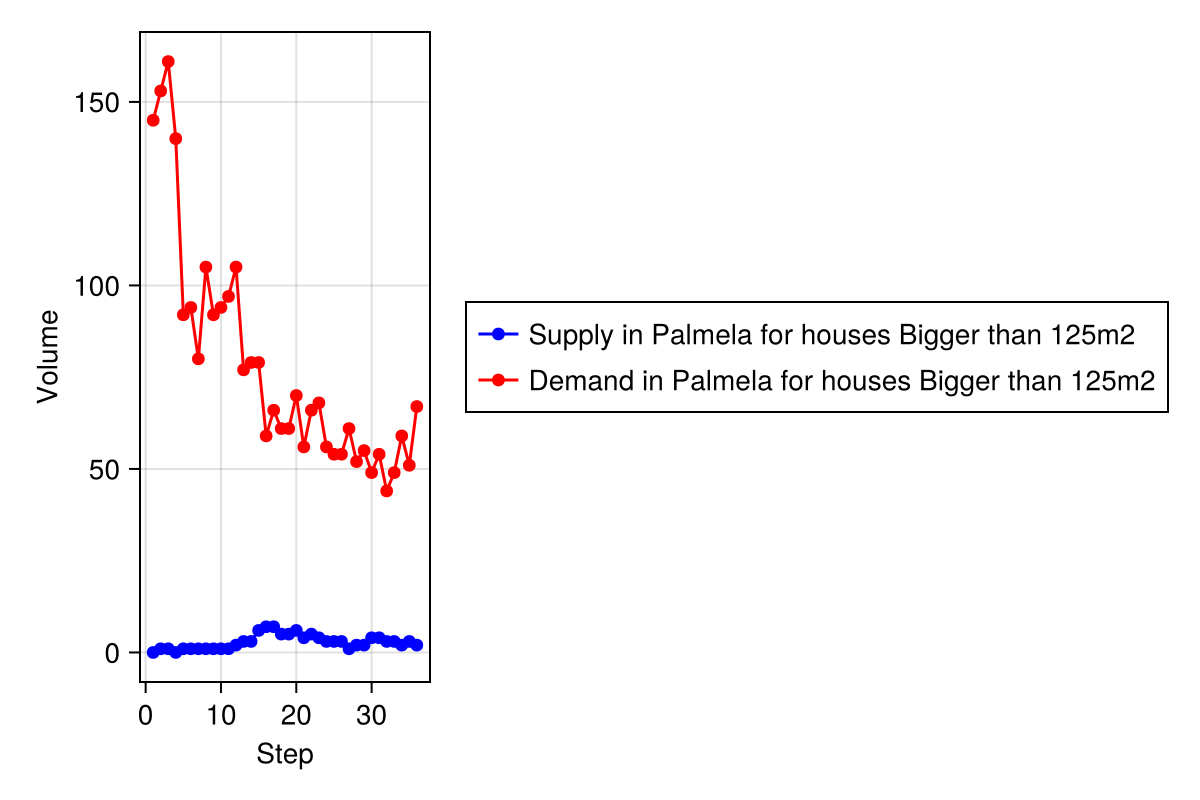 150
100
50
0
0 10 20 30
Volume
Step
Supply in Palmela for houses Bigger than 125m2
Demand in Palmela for houses Bigger than 125m2